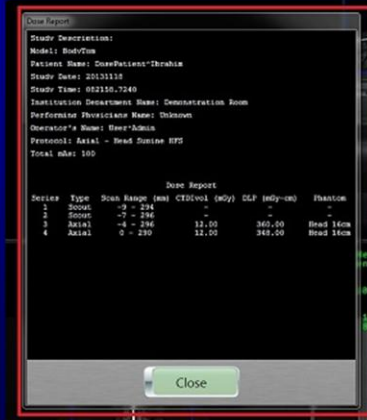 Dose Report
Study Description:
Model: BodyTom
Patient Name: DosePatient^Ibrahim
Study Date: 20131118
Study Time: 082158.7240
Institution Department Name: Demonstration Room
Performing Physicians Name: Unknown
Operator's Name: User^Admin
Protocol: Axial - Head Supine HFS
Total mAs: 100
Dose Report
Series Type Scan Range (mm) CTDIvol (mGy) DLP (mGy-cm) Phantom
1 Scout -9 - 294 - - -
2 Scout -7 - 296 - - -
3 Axial -4 - 296 12.00 360.00 Head 16cm
4 Axial 0 - 290 12.00 348.00 Head 16cm
Close